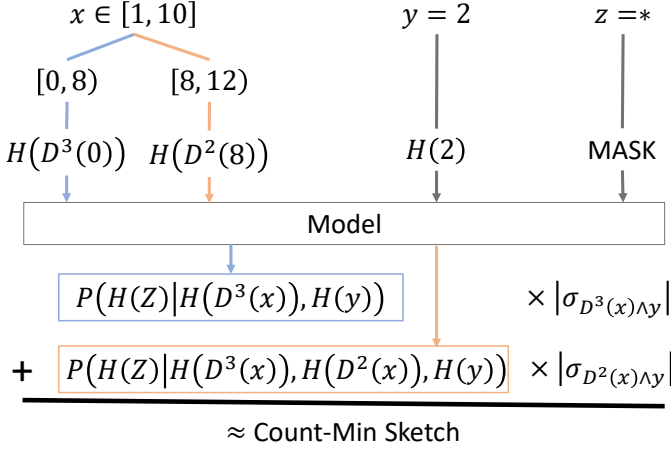 x ∈ [1, 10] y = 2 z =∗
[0, 8) [8, 12)
H(D³(0)) H(D²(8)) H(2) MASK
Model
P(H(Z)|H(D³(x)), H(y)) × |σ_{D³(x)∧y}|
+ P(H(Z)|H(D³(x)), H(D²(x)), H(y)) × |σ_{D²(x)∧y}|
≈ Count-Min Sketch